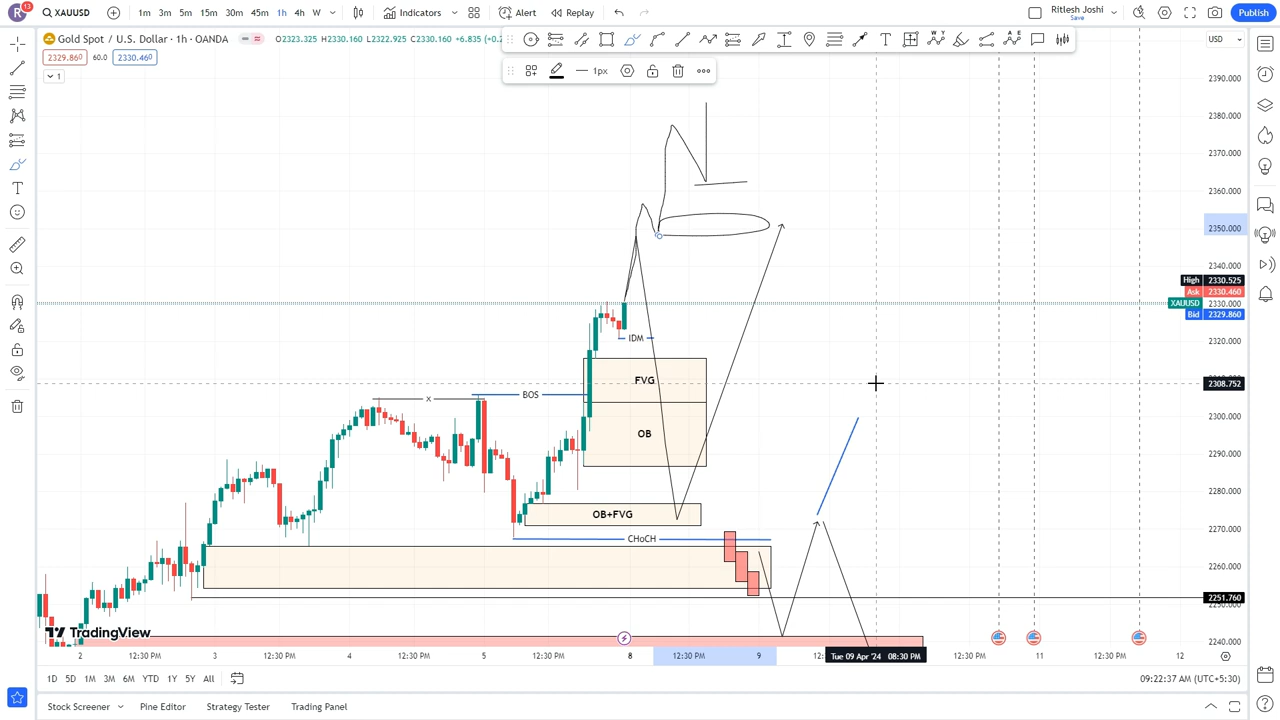 R 13 XAUUSD 1m 3m 5m 15m 30m 45m 1h 4h W Indicators Alert Replay Ritlesh Joshi Save Publish
Gold Spot / U.S. Dollar · 1h · OANDA O2323.325 H2330.160 L2322.925 C2330.160 +6.835 (+0.2
USD
2329.860 60.0 2330.460
1px
1
2390.000
2380.000
2370.000
2360.000
2350.000
2340.000
High 2330.525
Ask 2330.460
XAUUSD 2330.000
Bid 2329.860
2320.000
IDM
FVG
2308.752
BOS
x
2300.000
OB
2290.000
2280.000
OB+FVG
2270.000
CHoCH
2260.000
2251.760
2240.000
TradingView
2 12:30 PM 3 12:30 PM 4 12:30 PM 5 12:30 PM 8 12:30 PM 9 12: Tue 09 Apr '24 08:30 PM 12:30 PM 11 12:30 PM 12
1D 5D 1M 3M 6M YTD 1Y 5Y All 09:22:37 AM (UTC+5:30)
Stock Screener Pine Editor Strategy Tester Trading Panel